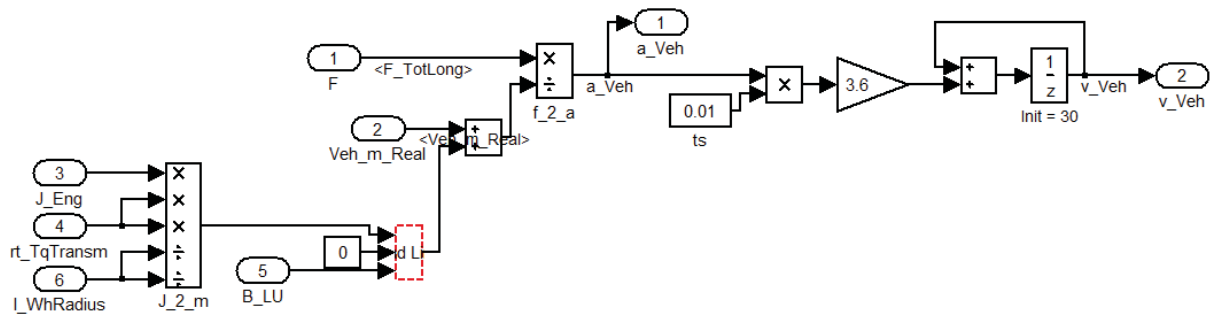 1
a_Veh
1
F
<F_TotLong>
×
÷
f_2_a
a_Veh
×
0.01
ts
3.6
+
+
1
z
Init = 30
v_Veh
2
v_Veh
2
Veh_m_Real
<Veh_m_Real>
+
+
3
J_Eng
4
rt_TqTransm
6
l_WhRadius
×
×
×
÷
÷
J_2_m
0
5
B_LU
d L